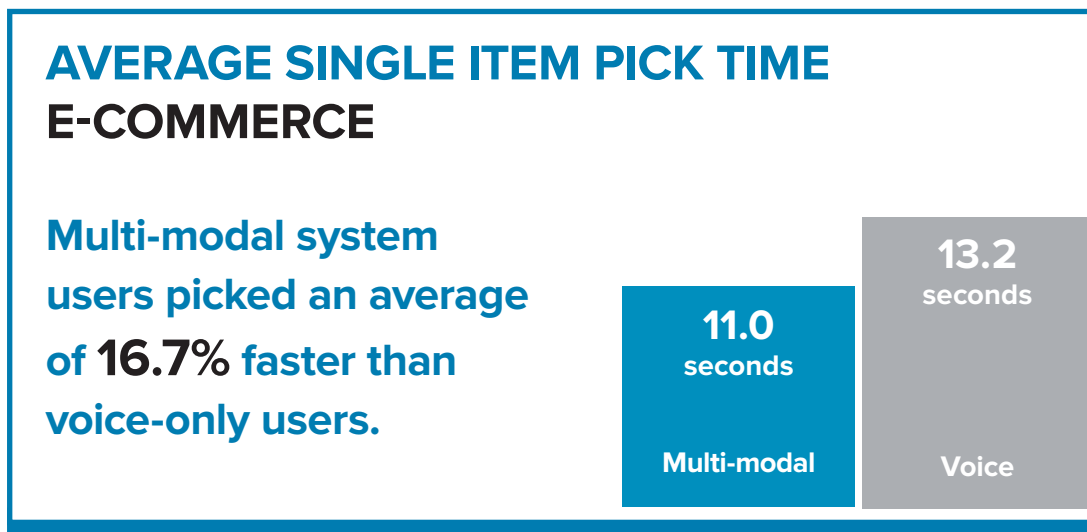 AVERAGE SINGLE ITEM PICK TIME
E-COMMERCE
Multi-modal system
users picked an average
of 16.7% faster than
voice-only users.
11.0
seconds
Multi-modal
13.2
seconds
Voice